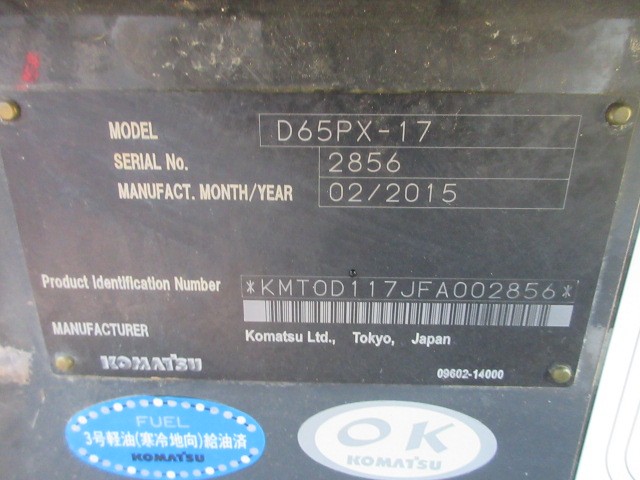 MODEL D65PX-17
SERIAL No. 2856
MANUFACT. MONTH/YEAR 02/2015
Product Identification Number *KMT0D117JFA002856*
MANUFACTURER Komatsu Ltd., Tokyo, Japan
KOMATSU 09602-14000
FUEL
3号軽油(寒冷地向)給油済
KOMATSU
OK
KOMATSU